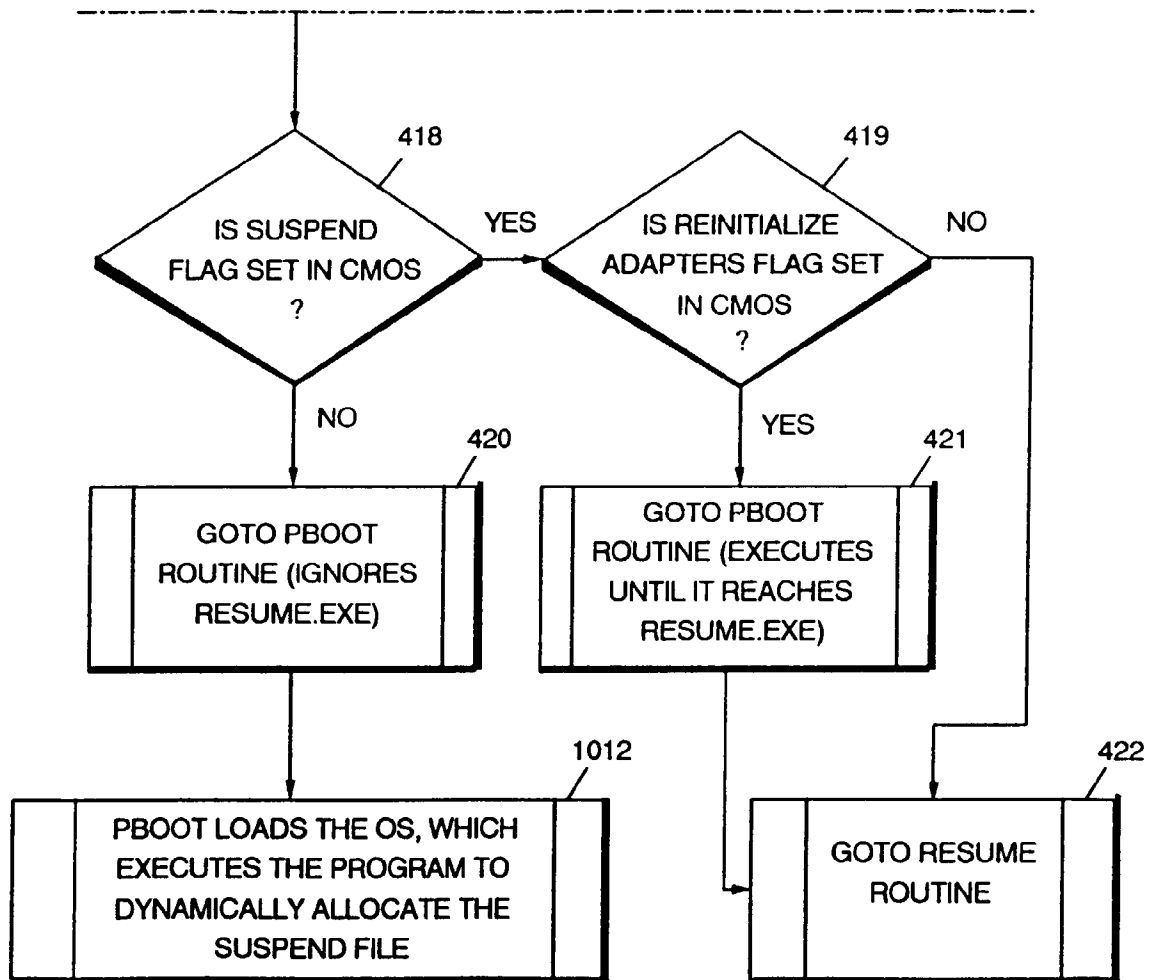 418
IS SUSPEND
FLAG SET IN CMOS
?
YES
419
IS REINITIALIZE
ADAPTERS FLAG SET
IN CMOS
?
NO
NO
YES
420
GOTO PBOOT
ROUTINE (IGNORES
RESUME.EXE)
421
GOTO PBOOT
ROUTINE (EXECUTES
UNTIL IT REACHES
RESUME.EXE)
1012
PBOOT LOADS THE OS, WHICH
EXECUTES THE PROGRAM TO
DYNAMICALLY ALLOCATE THE
SUSPEND FILE
422
GOTO RESUME
ROUTINE